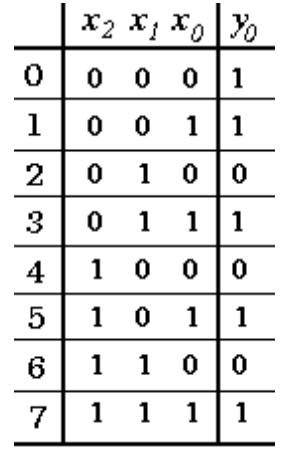 x₂ x₁ x₀ y₀
0 0 0 0 1
1 0 0 1 1
2 0 1 0 0
3 0 1 1 1
4 1 0 0 0
5 1 0 1 1
6 1 1 0 0
7 1 1 1 1